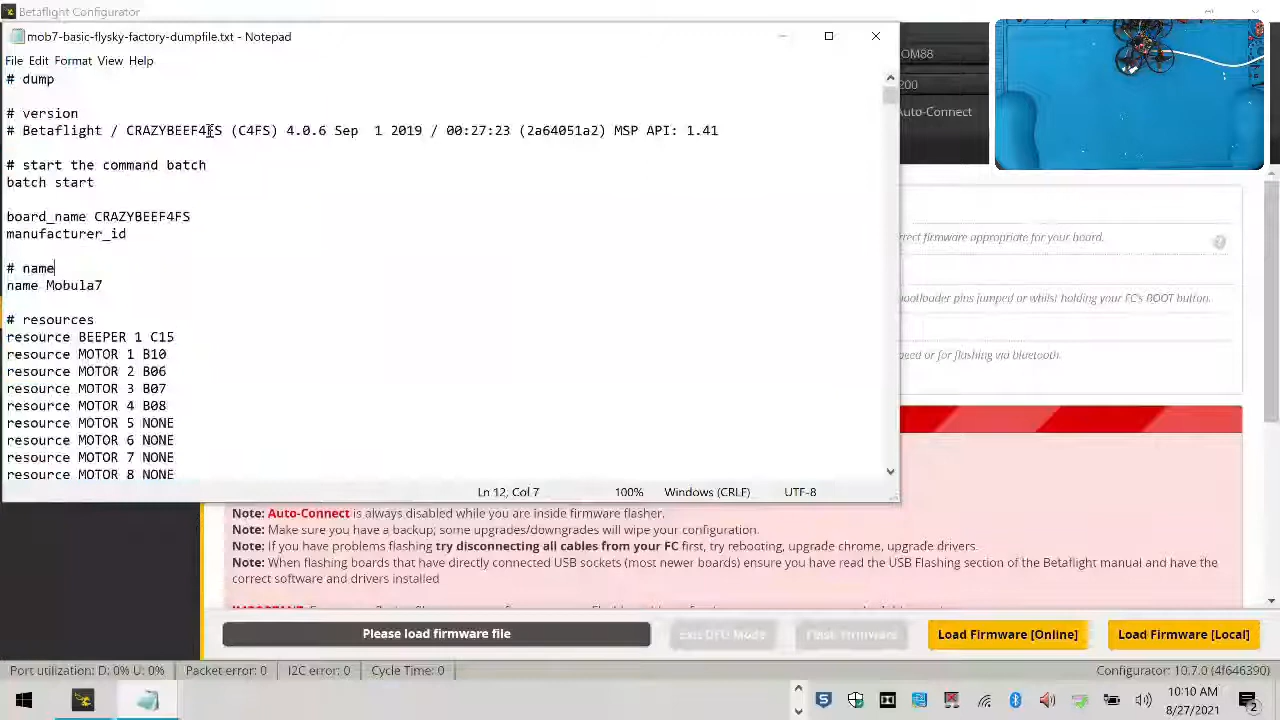 Betaflight Configurator
mob7-basic-flysky-factory-dumpfile.txt - Notepad
File Edit Format View Help
# dump
# version
# Betaflight / CRAZYBEEF4FS (C4FS) 4.0.6 Sep 1 2019 / 00:27:23 (2a64051a2) MSP API: 1.41
# start the command batch
batch start
board_name CRAZYBEEF4FS
manufacturer_id
# name
name Mobula7
# resources
resource BEEPER 1 C15
resource MOTOR 1 B10
resource MOTOR 2 B06
resource MOTOR 3 B07
resource MOTOR 4 B08
resource MOTOR 5 NONE
resource MOTOR 6 NONE
resource MOTOR 7 NONE
resource MOTOR 8 NONE
Ln 12, Col 7 100% Windows (CRLF) UTF-8
OM88
200
Auto-Connect
rrect firmware appropriate for your board.
bootloader pins jumped or whilst holding your FC's BOOT button.
peed or for flashing via bluetooth.
Note: Auto-Connect is always disabled while you are inside firmware flasher.
Note: Make sure you have a backup; some upgrades/downgrades will wipe your configuration.
Note: If you have problems flashing try disconnecting all cables from your FC first, try rebooting, upgrade chrome, upgrade drivers.
Note: When flashing boards that have directly connected USB sockets (most newer boards) ensure you have read the USB Flashing section of the Betaflight manual and have the
correct software and drivers installed
Please load firmware file
Exit DFU Mode
Flash Firmware
Load Firmware [Online]
Load Firmware [Local]
Port utilization: D: 0% U: 0% Packet error: 0 I2C error: 0 Cycle Time: 0 Configurator: 10.7.0 (4f646390)
10:10 AM
8/27/2021
2